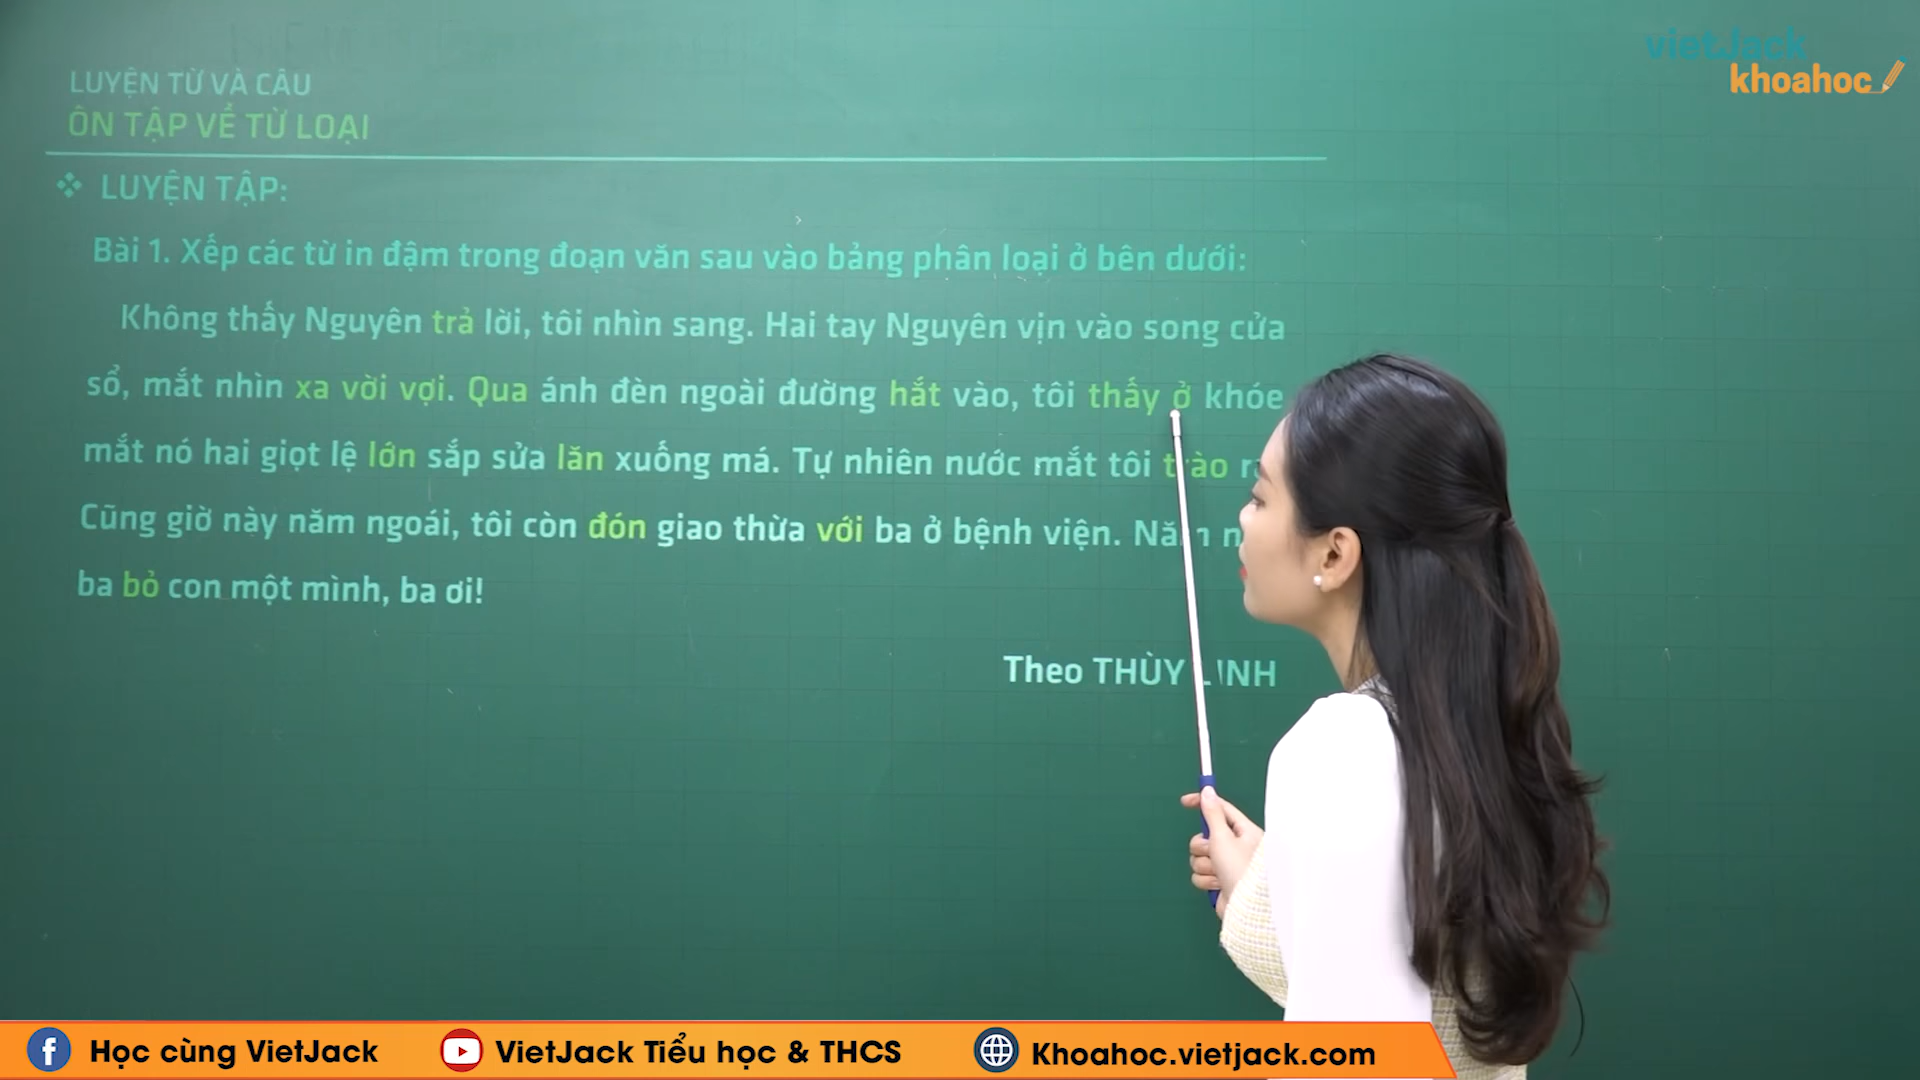 vietJack
khoahoc
LUYỆN TỪ VÀ CÂU
ÔN TẬP VỀ TỪ LOẠI
LUYỆN TẬP:
Bài 1. Xếp các từ in đậm trong đoạn văn sau vào bảng phân loại ở bên dưới:
Không thấy Nguyên trả lời, tôi nhìn sang. Hai tay Nguyên vịn vào song cửa
sổ, mắt nhìn xa vời vợi. Qua ánh đèn ngoài đường hắt vào, tôi thấy ở khóe
mắt nó hai giọt lệ lớn sắp sửa lăn xuống má. Tự nhiên nước mắt tôi trào
Cũng giờ này năm ngoái, tôi còn đón giao thừa với ba ở bệnh viện. Năm
ba bỏ con một mình, ba ơi!
Theo THÙY LINH
Học cùng VietJack
VietJack Tiểu học & THCS
Khoahoc.vietjack.com